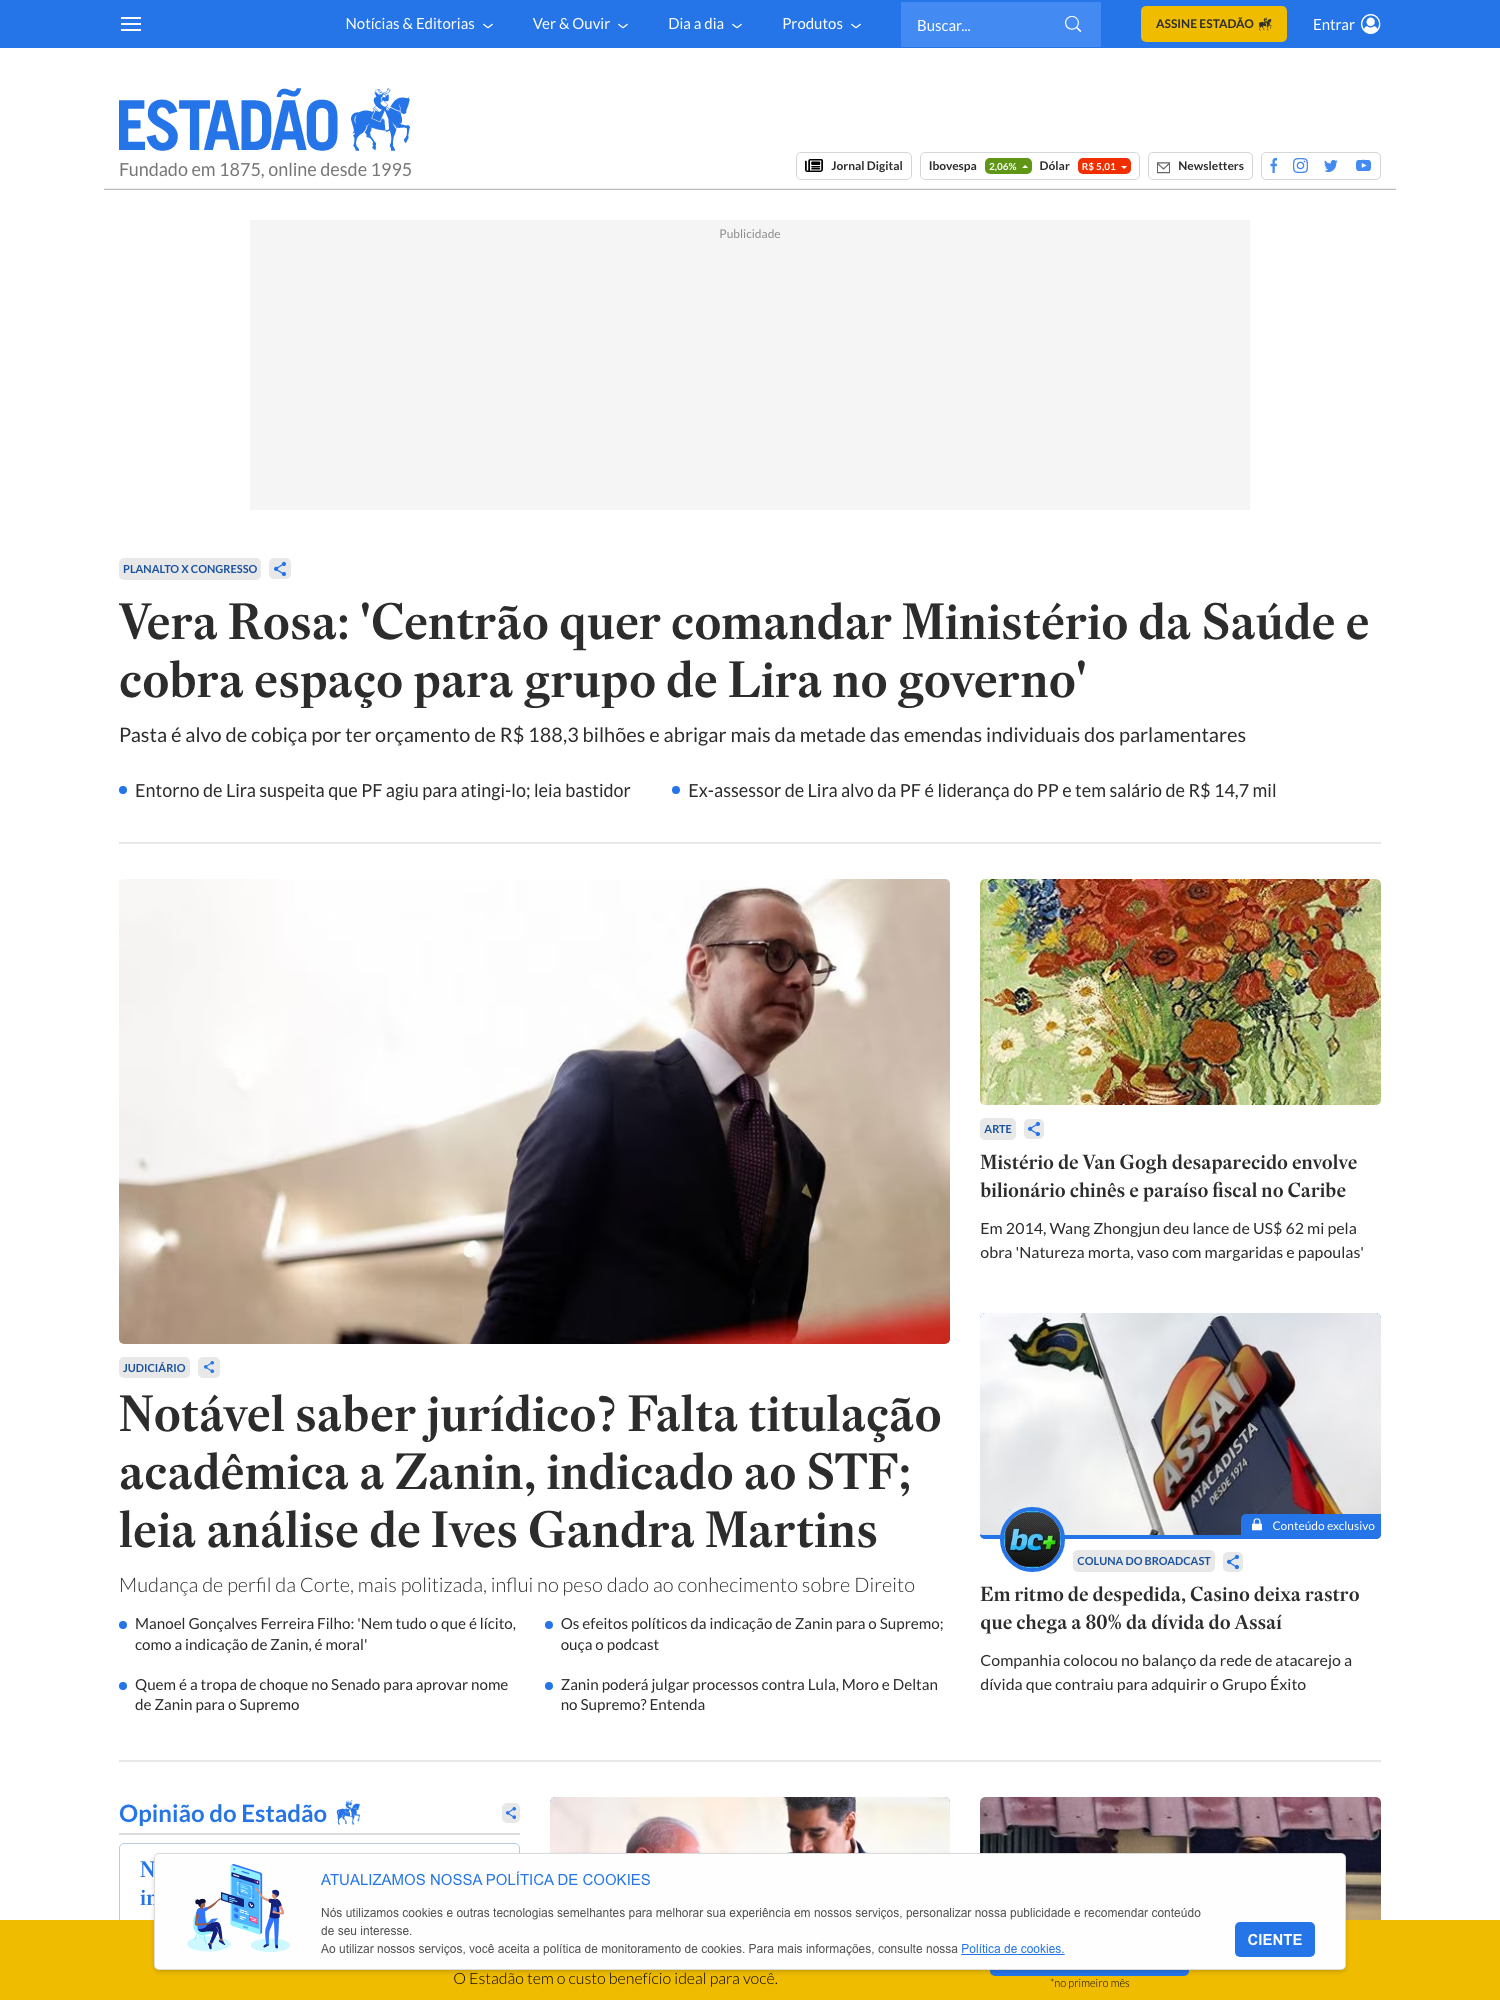 Notícias & Editorias
Ver & Ouvir
Dia a dia
Produtos
Buscar...
ASSINE ESTADÃO
Entrar
ESTADÃO
Fundado em 1875, online desde 1995
Jornal Digital
Ibovespa 2,06% Dólar R$ 5,01
Newsletters
Publicidade
PLANALTO X CONGRESSO
Vera Rosa: 'Centrão quer comandar Ministério da Saúde e
cobra espaço para grupo de Lira no governo'
Pasta é alvo de cobiça por ter orçamento de R$ 188,3 bilhões e abrigar mais da metade das emendas individuais dos parlamentares
Entorno de Lira suspeita que PF agiu para atingi-lo; leia bastidor
Ex-assessor de Lira alvo da PF é liderança do PP e tem salário de R$ 14,7 mil
JUDICIÁRIO
Notável saber jurídico? Falta titulação
acadêmica a Zanin, indicado ao STF;
leia análise de Ives Gandra Martins
Mudança de perfil da Corte, mais politizada, influi no peso dado ao conhecimento sobre Direito
Manoel Gonçalves Ferreira Filho: 'Nem tudo o que é lícito,
como a indicação de Zanin, é moral'
Os efeitos políticos da indicação de Zanin para o Supremo;
ouça o podcast
Quem é a tropa de choque no Senado para aprovar nome
de Zanin para o Supremo
Zanin poderá julgar processos contra Lula, Moro e Deltan
no Supremo? Entenda
ARTE
Mistério de Van Gogh desaparecido envolve
bilionário chinês e paraíso fiscal no Caribe
Em 2014, Wang Zhongjun deu lance de US$ 62 mi pela
obra 'Natureza morta, vaso com margaridas e papoulas'
ASSAÍ
ATACADISTA
DESDE 1974
Conteúdo exclusivo
bc+
COLUNA DO BROADCAST
Em ritmo de despedida, Casino deixa rastro
que chega a 80% da dívida do Assaí
Companhia colocou no balanço da rede de atacarejo a
dívida que contraiu para adquirir o Grupo Éxito
Opinião do Estadão
ATUALIZAMOS NOSSA POLÍTICA DE COOKIES
Nós utilizamos cookies e outras tecnologias semelhantes para melhorar sua experiência em nossos serviços, personalizar nossa publicidade e recomendar conteúdo
de seu interesse.
Ao utilizar nossos serviços, você aceita a política de monitoramento de cookies. Para mais informações, consulte nossa Política de cookies.
CIENTE
O Estadão tem o custo benefício ideal para você.
*no primeiro mês